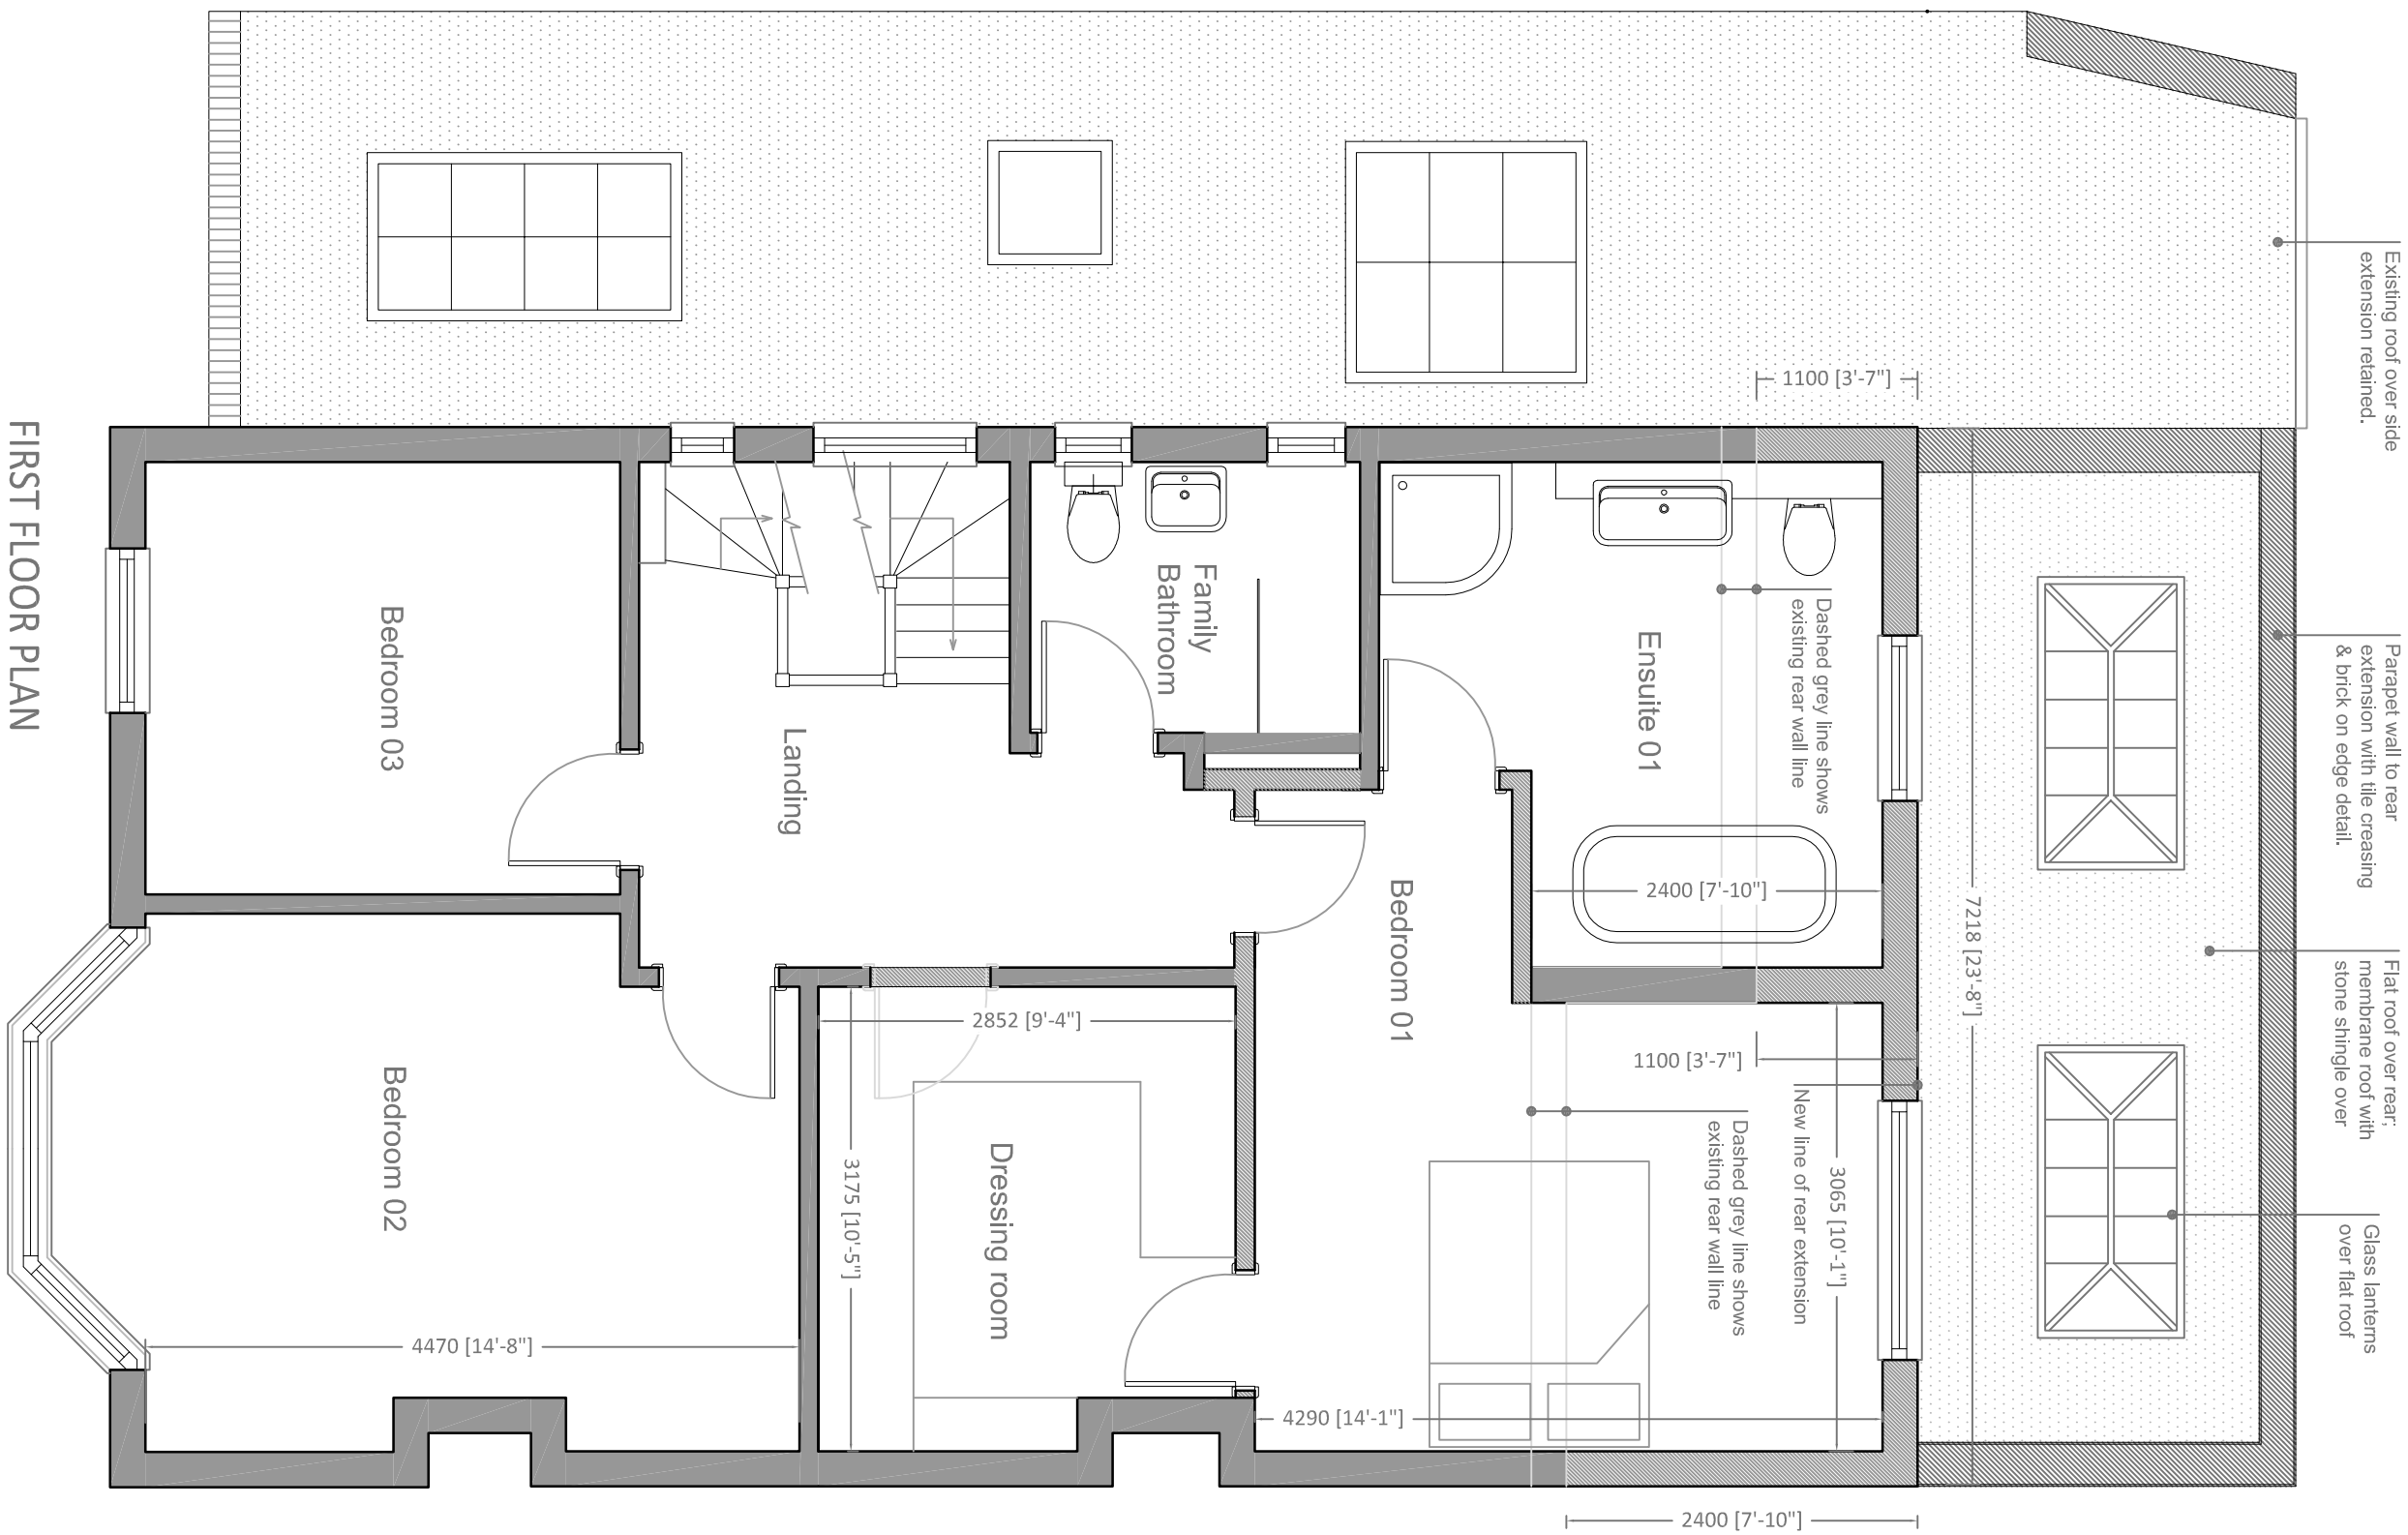 FIRST FLOOR PLAN
Existing roof over side
extension retained.
Parapet wall to rear
extension with tile creasing
& brick on edge detail.
Flat roof over rear;
membrane roof with
stone shingle over
Glass lanterns
over flat roof
1100 [3'-7"]
Dashed grey line shows
existing rear wall line
Ensuite 01
Family
Bathroom
Bedroom 03
Landing
2400 [7'-10"]
7218 [23'-8"]
Bedroom 01
2852 [9'-4"]
1100 [3'-7"]
New line of rear extension
Dashed grey line shows
existing rear wall line
3065 [10'-1"]
Bedroom 02
3175 [10'-5"]
Dressing room
4470 [14'-8"]
4290 [14'-1"]
2400 [7'-10"]